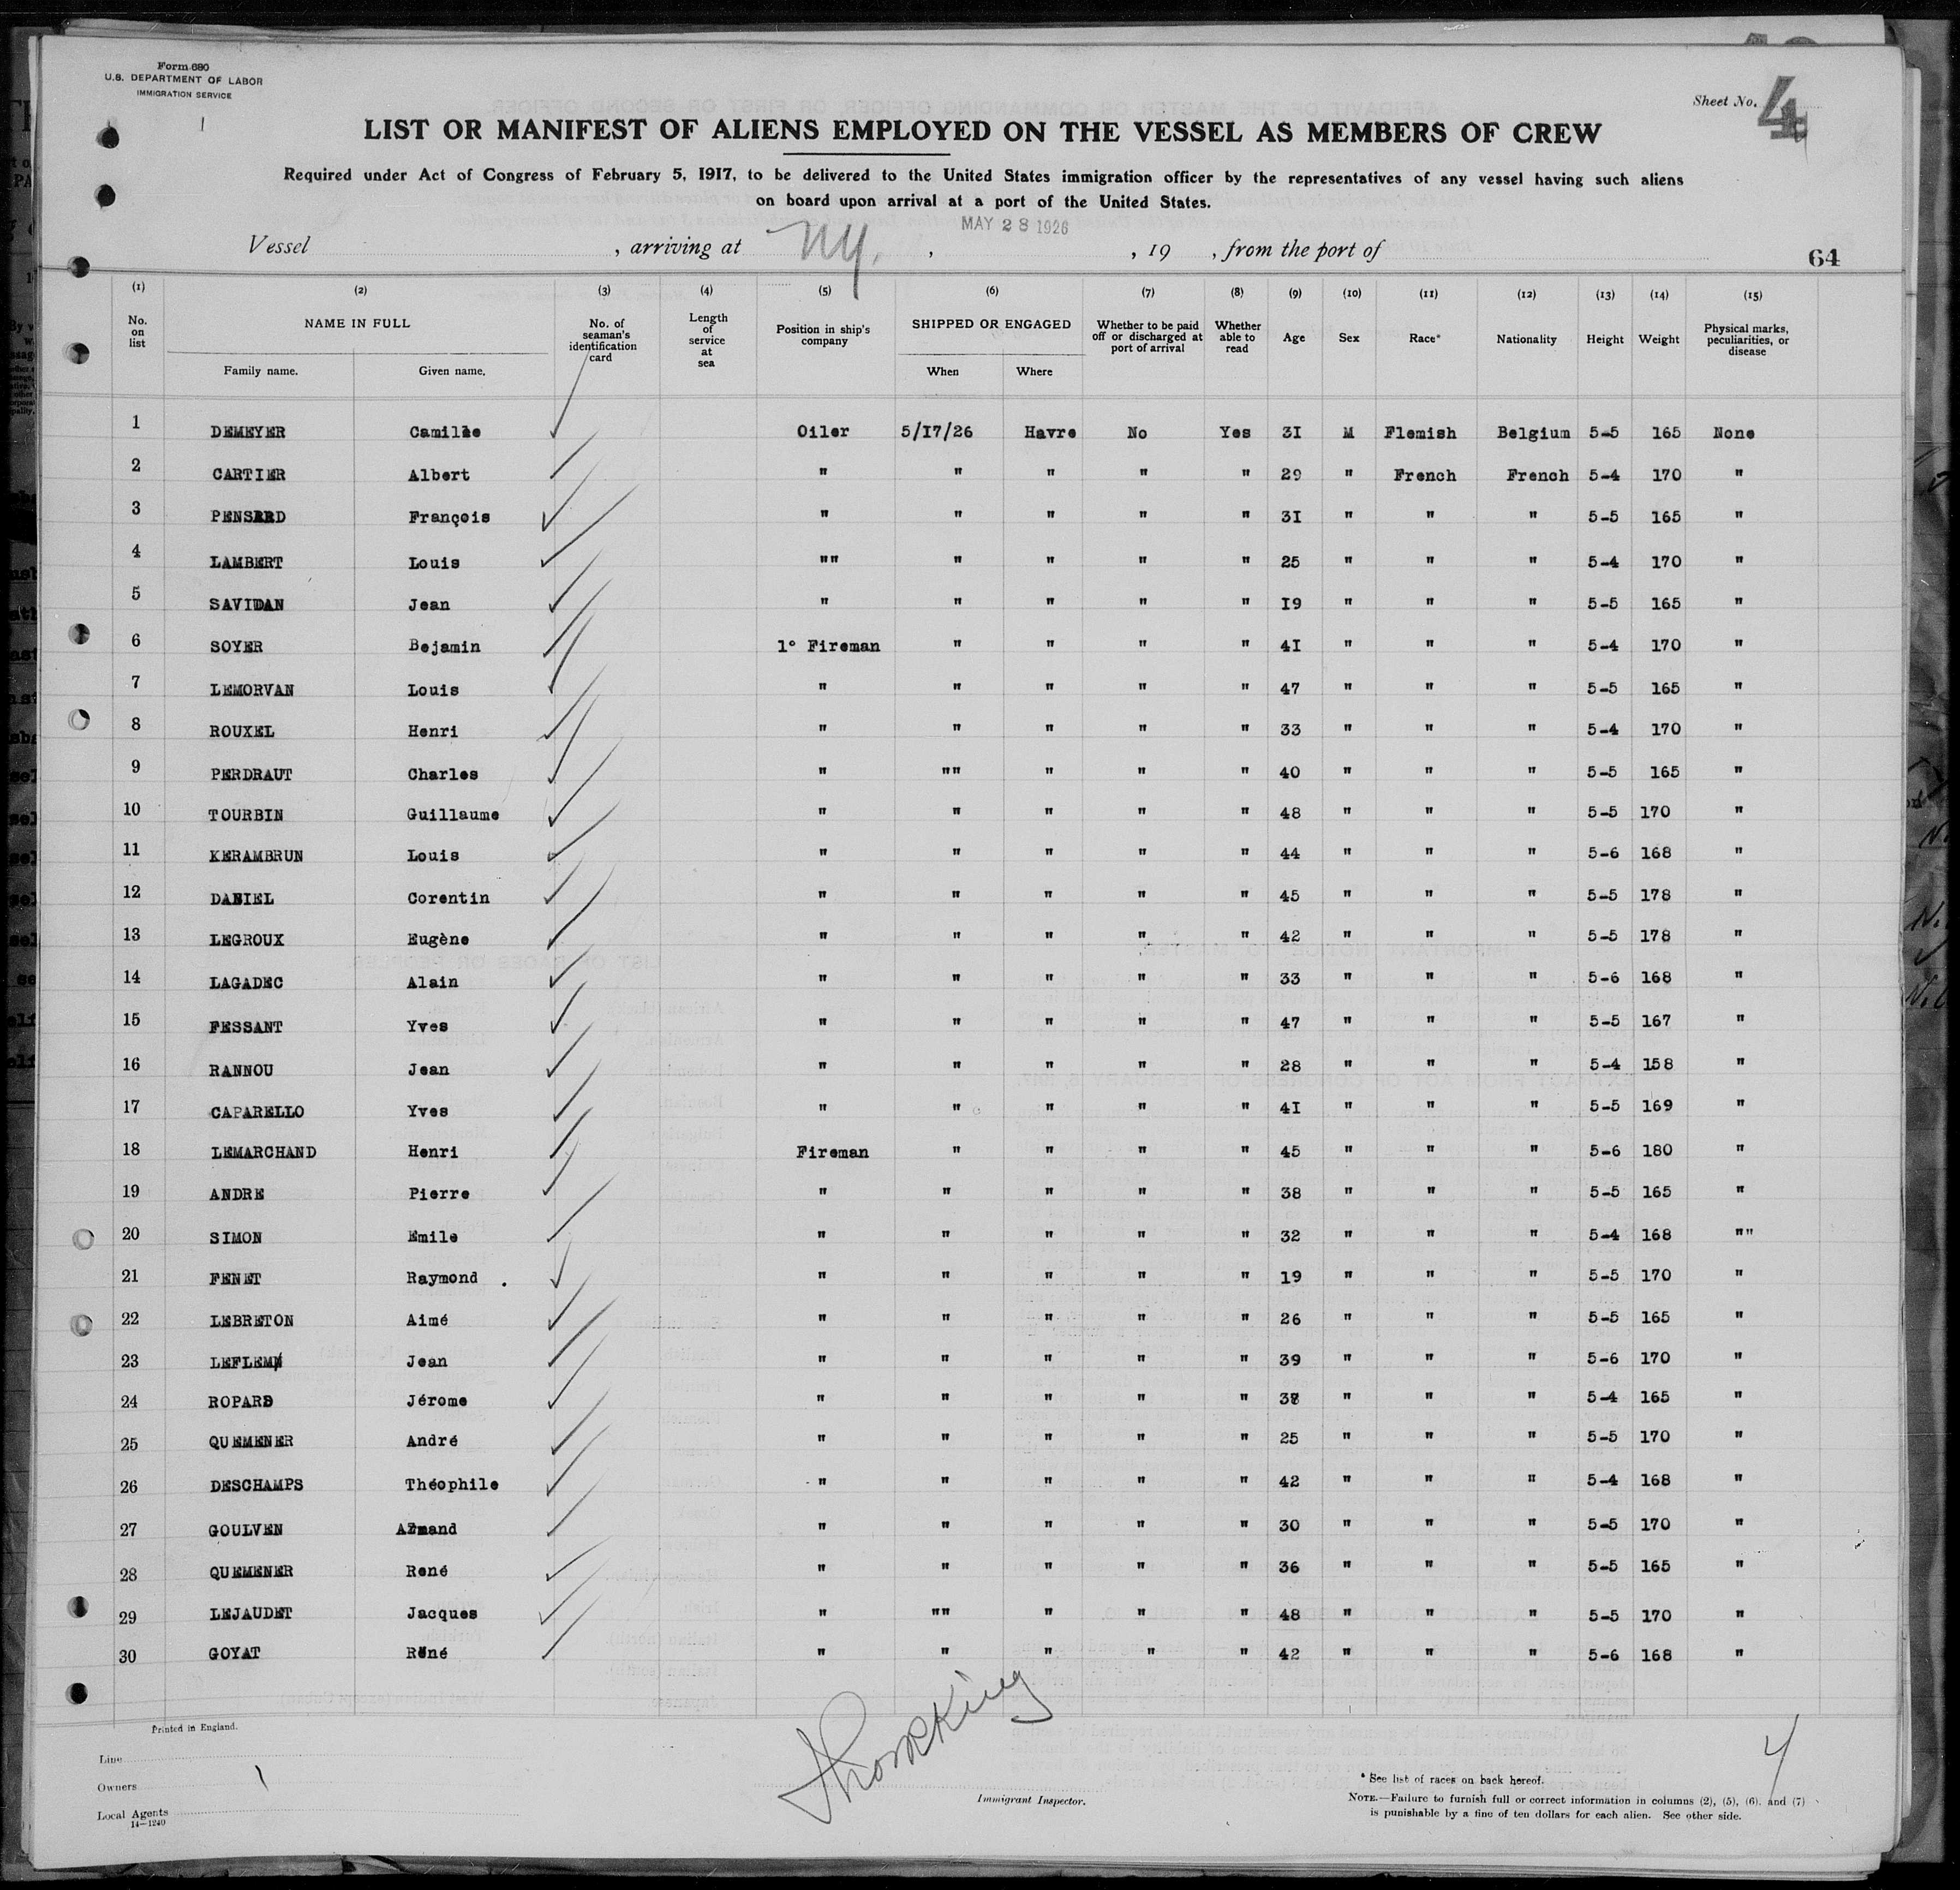 Form 680
U.S. DEPARTMENT OF LABOR
IMMIGRATION SERVICE
Sheet No. 4
LIST OR MANIFEST OF ALIENS EMPLOYED ON THE VESSEL AS MEMBERS OF CREW
Required under Act of Congress of February 5, 1917, to be delivered to the United States immigration officer by the representatives of any vessel having such aliens
on board upon arrival at a port of the United States.
MAY 28 1926
Vessel , arriving at NY. , , 19 , from the port of
64
(1) (2) (3) (4) (5) (6) (7) (8) (9) (10) (11) (12) (13) (14) (15)
No. on list NAME IN FULL Family name. Given name. No. of seaman's identification card Length of service at sea Position in ship's company SHIPPED OR ENGAGED When Where Whether to be paid off or discharged at port of arrival Whether able to read Age Sex Race* Nationality Height Weight Physical marks, peculiarities, or disease
1 DEMEYER Camille Oiler 5/17/26 Havre No Yes 31 M Flemish Belgium 5-5 165 None
2 CARTIER Albert " " " " " 29 " French French 5-4 170 "
3 PENSARD François " " " " " 31 " " " 5-5 165 "
4 LAMBERT Louis "" " " " " 25 " " " 5-4 170 "
5 SAVIDAN Jean " " " " " 19 " " " 5-5 165 "
6 SOYER Bejamin 1° Fireman " " " " 41 " " " 5-4 170 "
7 LEMORVAN Louis " " " " " 47 " " " 5-5 165 "
8 ROUXEL Henri " " " " " 33 " " " 5-4 170 "
9 PERDRAUT Charles " "" " " " 40 " " " 5-5 165 "
10 TOURBIN Guillaume " " " " " 48 " " " 5-5 170 "
11 KERAMBRUN Louis " " " " " 44 " " " 5-6 168 "
12 DANIEL Corentin " " " " " 45 " " " 5-5 178 "
13 LEGROUX Eugène " " " " " 42 " " " 5-5 178 "
14 LAGADEC Alain " " " " " 33 " " " 5-6 168 "
15 FESSANT Yves " " " " " 47 " " " 5-5 167 "
16 RANNOU Jean " " " " " 28 " " " 5-4 158 "
17 CAPARELLO Yves " " " " " 41 " " " 5-5 169 "
18 LEMARCHAND Henri Fireman " " " " 45 " " " 5-6 180 "
19 ANDRE Pierre " " " " " 38 " " " 5-5 165 "
20 SIMON Emile " " " " " 32 " " " 5-4 168 ""
21 FENET Raymond . " " " " " 19 " " " 5-5 170 "
22 LEBRETON Aimé " " " " " 26 " " " 5-5 165 "
23 LEFLEM Jean " " " " " 39 " " " 5-6 170 "
24 ROPARS Jérome " " " " " " " " 5-4 165 "
25 QUEMENER André " " " " " 25 " " " 5-5 170 "
26 DESCHAMPS Théophile " " " " " 42 " " " 5-4 168 "
27 GOULVEN Armand " " " " " 30 " " " 5-5 170 "
28 QUEMENER René " " " " " 36 " " " 5-5 165 "
29 LEJAUDET Jacques " "" " " " 48 " " " 5-5 170 "
30 GOYAT René " " " " " 42 " " " 5-6 168 "
Printed in England.
Line
Owners
Local Agents
14—1240
Immigrant Inspector.
4
* See list of races on back hereof.
NOTE.—Failure to furnish full or correct information in columns (2), (5), (6), and (7)
is punishable by a fine of ten dollars for each alien. See other side.